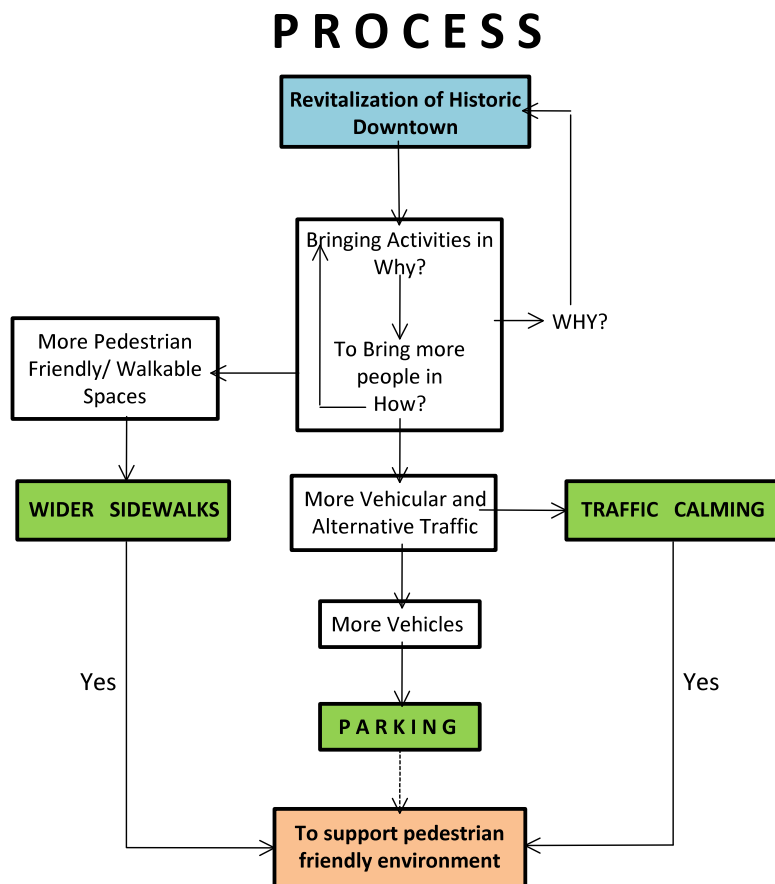 P R O C E S S
Revitalization of Historic
Downtown
Bringing Activities in
Why?
To Bring more
people in
How?
WHY?
More Pedestrian
Friendly/ Walkable
Spaces
WIDER SIDEWALKS
More Vehicular and
Alternative Traffic
TRAFFIC CALMING
More Vehicles
Yes
Yes
P A R K I N G
To support pedestrian
friendly environment